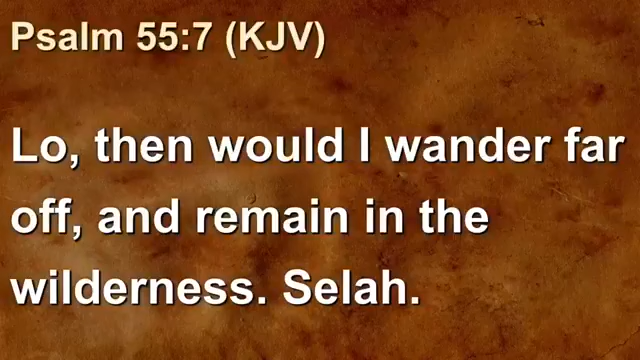 Psalm 55:7 (KJV)
Lo, then would I wander far
off, and remain in the
wilderness. Selah.